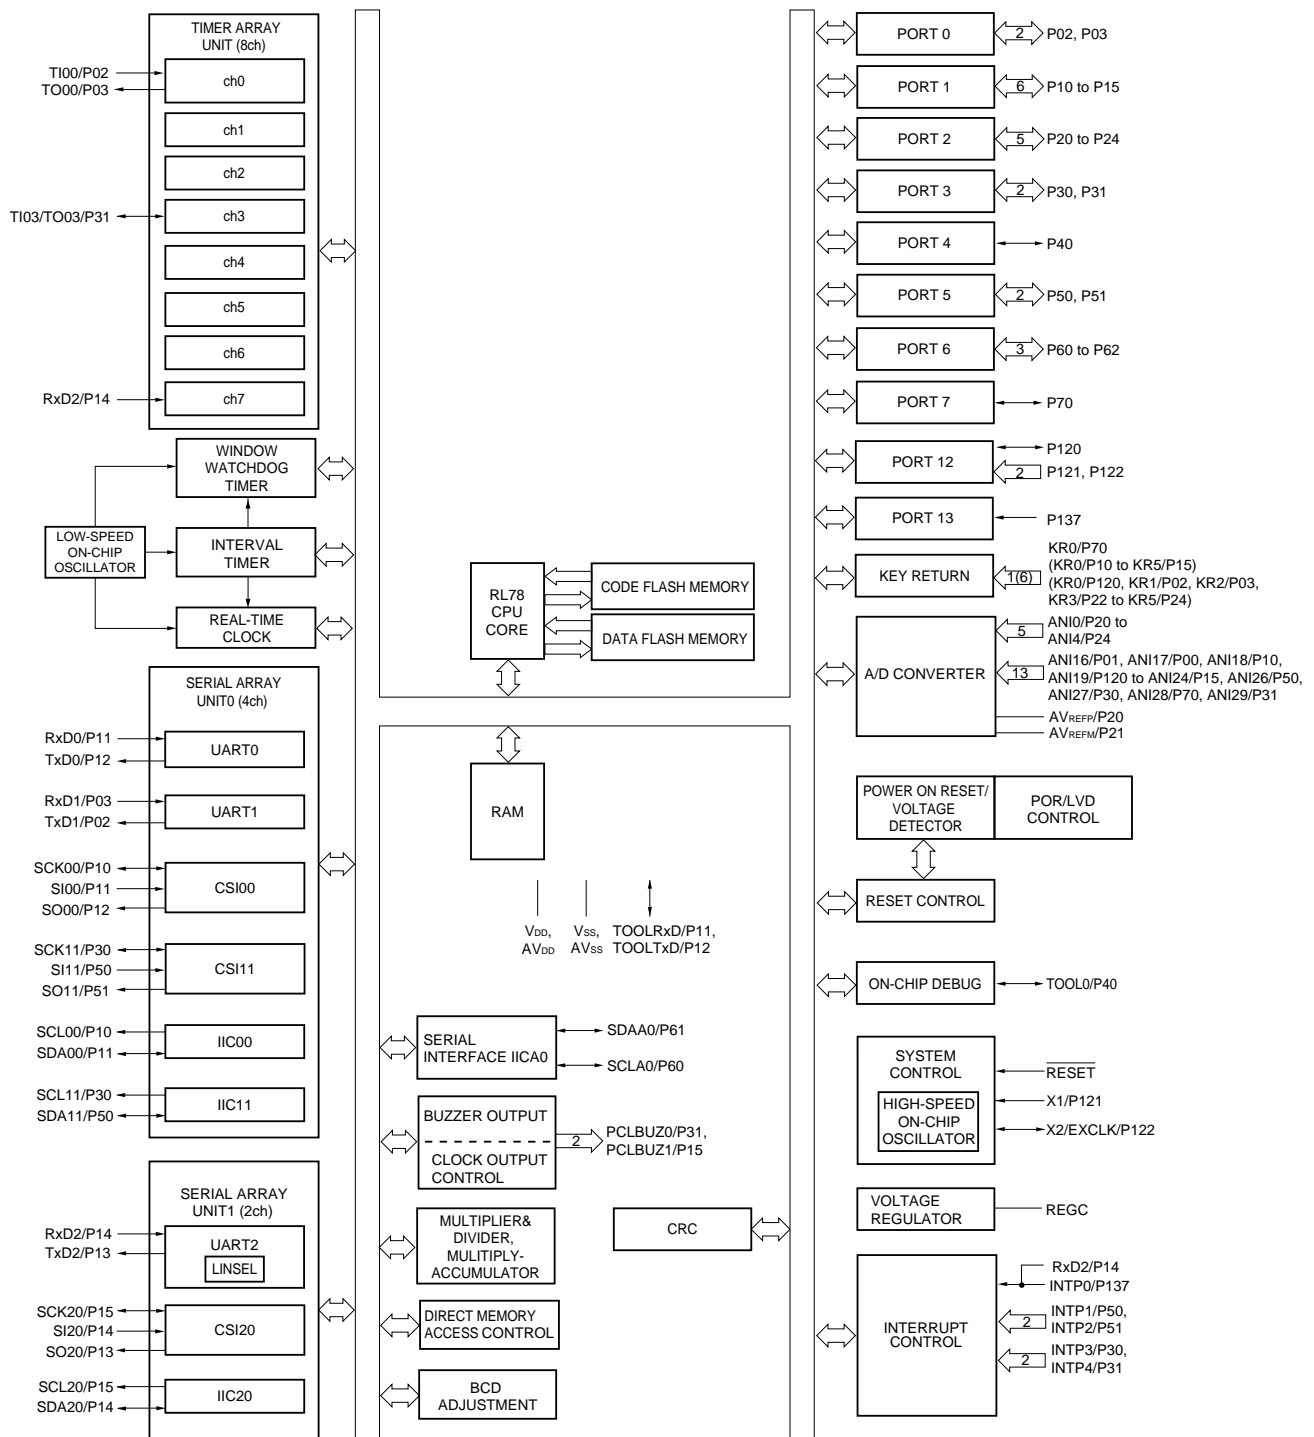 TIMER ARRAY
UNIT (8ch)
TI00/P02
TO00/P03
ch0
ch1
ch2
TI03/TO03/P31
ch3
ch4
ch5
ch6
RxD2/P14
ch7
WINDOW
WATCHDOG
TIMER
LOW-SPEED
ON-CHIP
OSCILLATOR
INTERVAL
TIMER
REAL-TIME
CLOCK
SERIAL ARRAY
UNIT0 (4ch)
RxD0/P11
TxD0/P12
UART0
RxD1/P03
TxD1/P02
UART1
SCK00/P10
SI00/P11
SO00/P12
CSI00
SCK11/P30
SI11/P50
SO11/P51
CSI11
SCL00/P10
SDA00/P11
IIC00
SCL11/P30
SDA11/P50
IIC11
SERIAL ARRAY
UNIT1 (2ch)
RxD2/P14
TxD2/P13
UART2
LINSEL
SCK20/P15
SI20/P14
SO20/P13
CSI20
SCL20/P15
SDA20/P14
IIC20
RL78
CPU
CORE
CODE FLASH MEMORY
DATA FLASH MEMORY
RAM
VDD,
AVDD
VSS,
AVSS
TOOLRxD/P11,
TOOLTxD/P12
SERIAL
INTERFACE IICA0
SDAA0/P61
SCLA0/P60
BUZZER OUTPUT
CLOCK OUTPUT
CONTROL
2
PCLBUZ0/P31,
PCLBUZ1/P15
MULTIPLIER&
DIVIDER,
MULITIPLY-
ACCUMULATOR
CRC
DIRECT MEMORY
ACCESS CONTROL
BCD
ADJUSTMENT
PORT 0
2
P02, P03
PORT 1
6
P10 to P15
PORT 2
5
P20 to P24
PORT 3
2
P30, P31
PORT 4
P40
PORT 5
2
P50, P51
PORT 6
3
P60 to P62
PORT 7
P70
PORT 12
P120
2
P121, P122
PORT 13
P137
KEY RETURN
1(6)
KR0/P70
(KR0/P10 to KR5/P15)
(KR0/P120, KR1/P02, KR2/P03,
KR3/P22 to KR5/P24)
A/D CONVERTER
5
ANI0/P20 to
ANI4/P24
13
ANI16/P01, ANI17/P00, ANI18/P10,
ANI19/P120 to ANI24/P15, ANI26/P50,
ANI27/P30, ANI28/P70, ANI29/P31
AVREFP/P20
AVREFM/P21
POWER ON RESET/
VOLTAGE
DETECTOR
POR/LVD
CONTROL
RESET CONTROL
ON-CHIP DEBUG
TOOL0/P40
SYSTEM
CONTROL
HIGH-SPEED
ON-CHIP
OSCILLATOR
RESET
X1/P121
X2/EXCLK/P122
VOLTAGE
REGULATOR
REGC
INTERRUPT
CONTROL
RxD2/P14
INTP0/P137
2
INTP1/P50,
INTP2/P51
2
INTP3/P30,
INTP4/P31